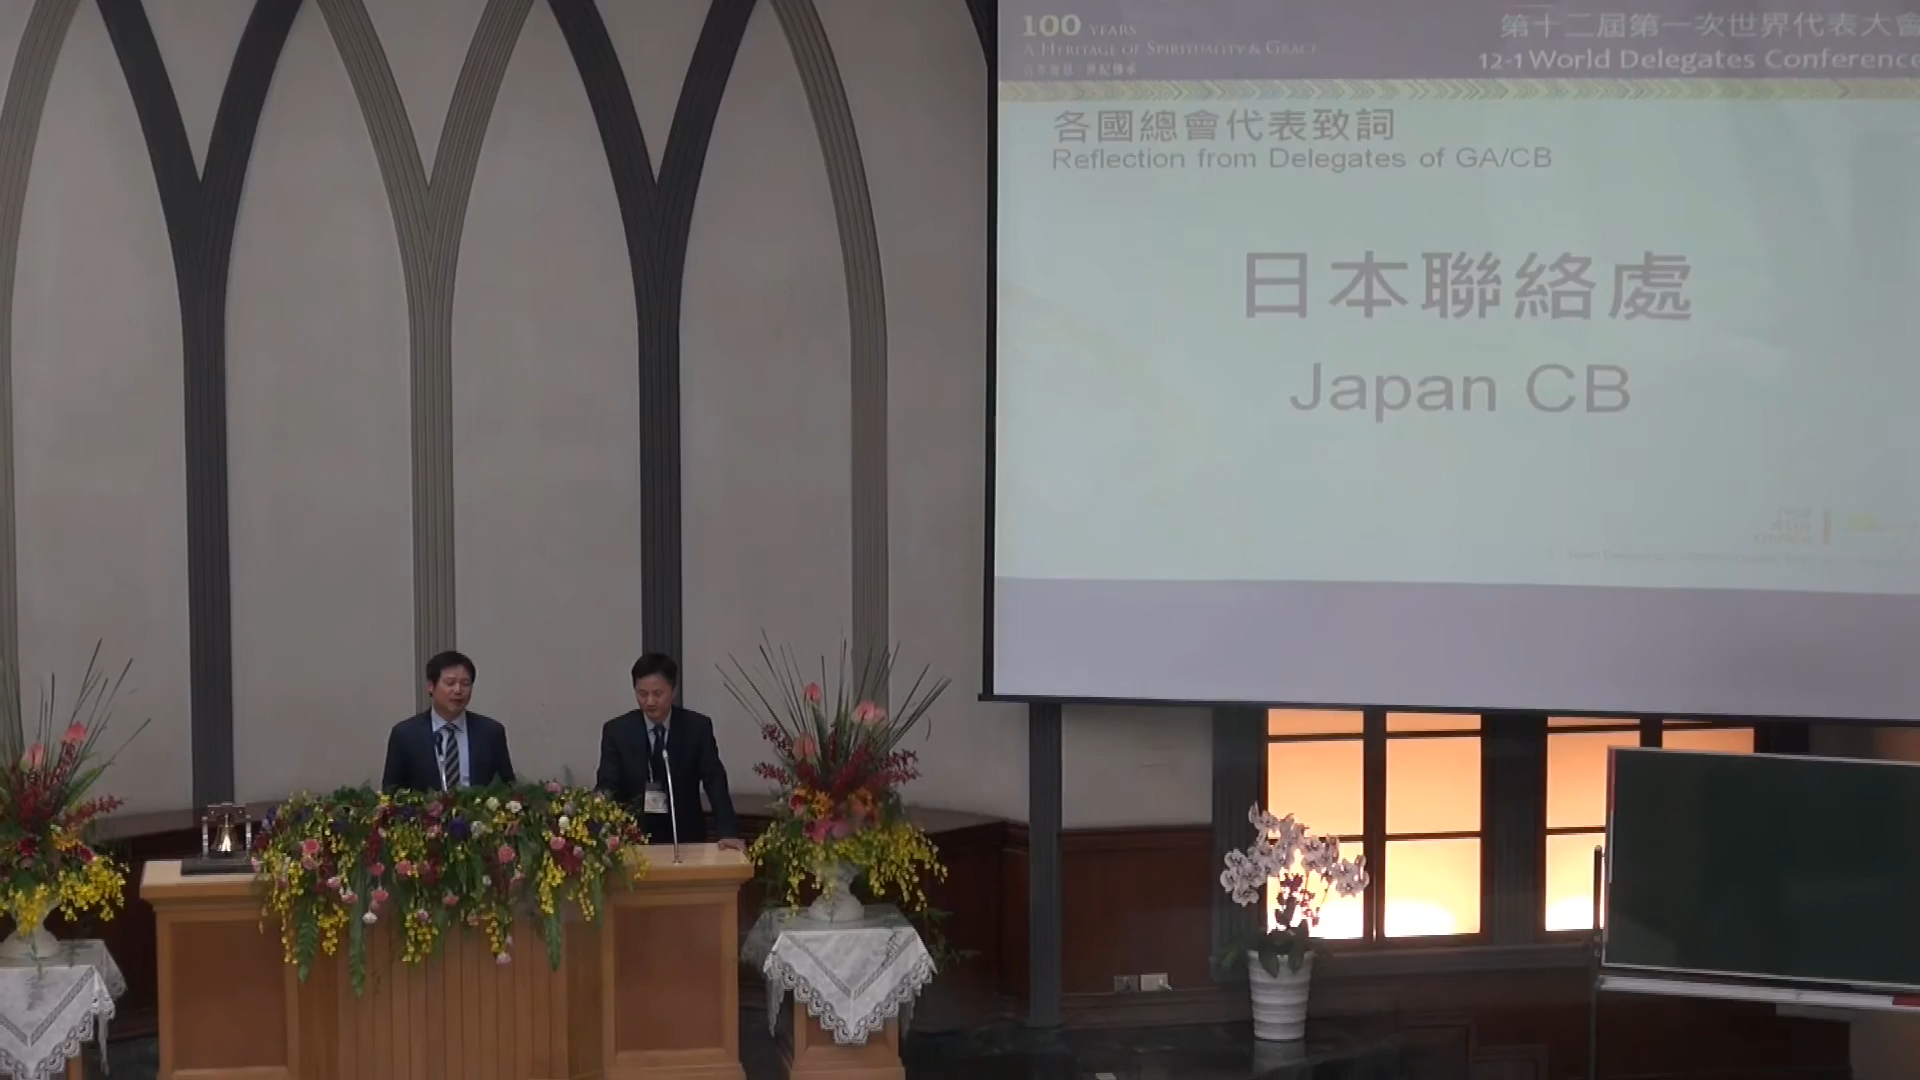 100 YEARS
A HERITAGE OF SPIRITUALITY & GRACE
第十二屆第一次世界代表大會
12-1 World Delegates Conference
各國總會代表致詞
Reflection from Delegates of GA/CB
日本聯絡處
Japan CB